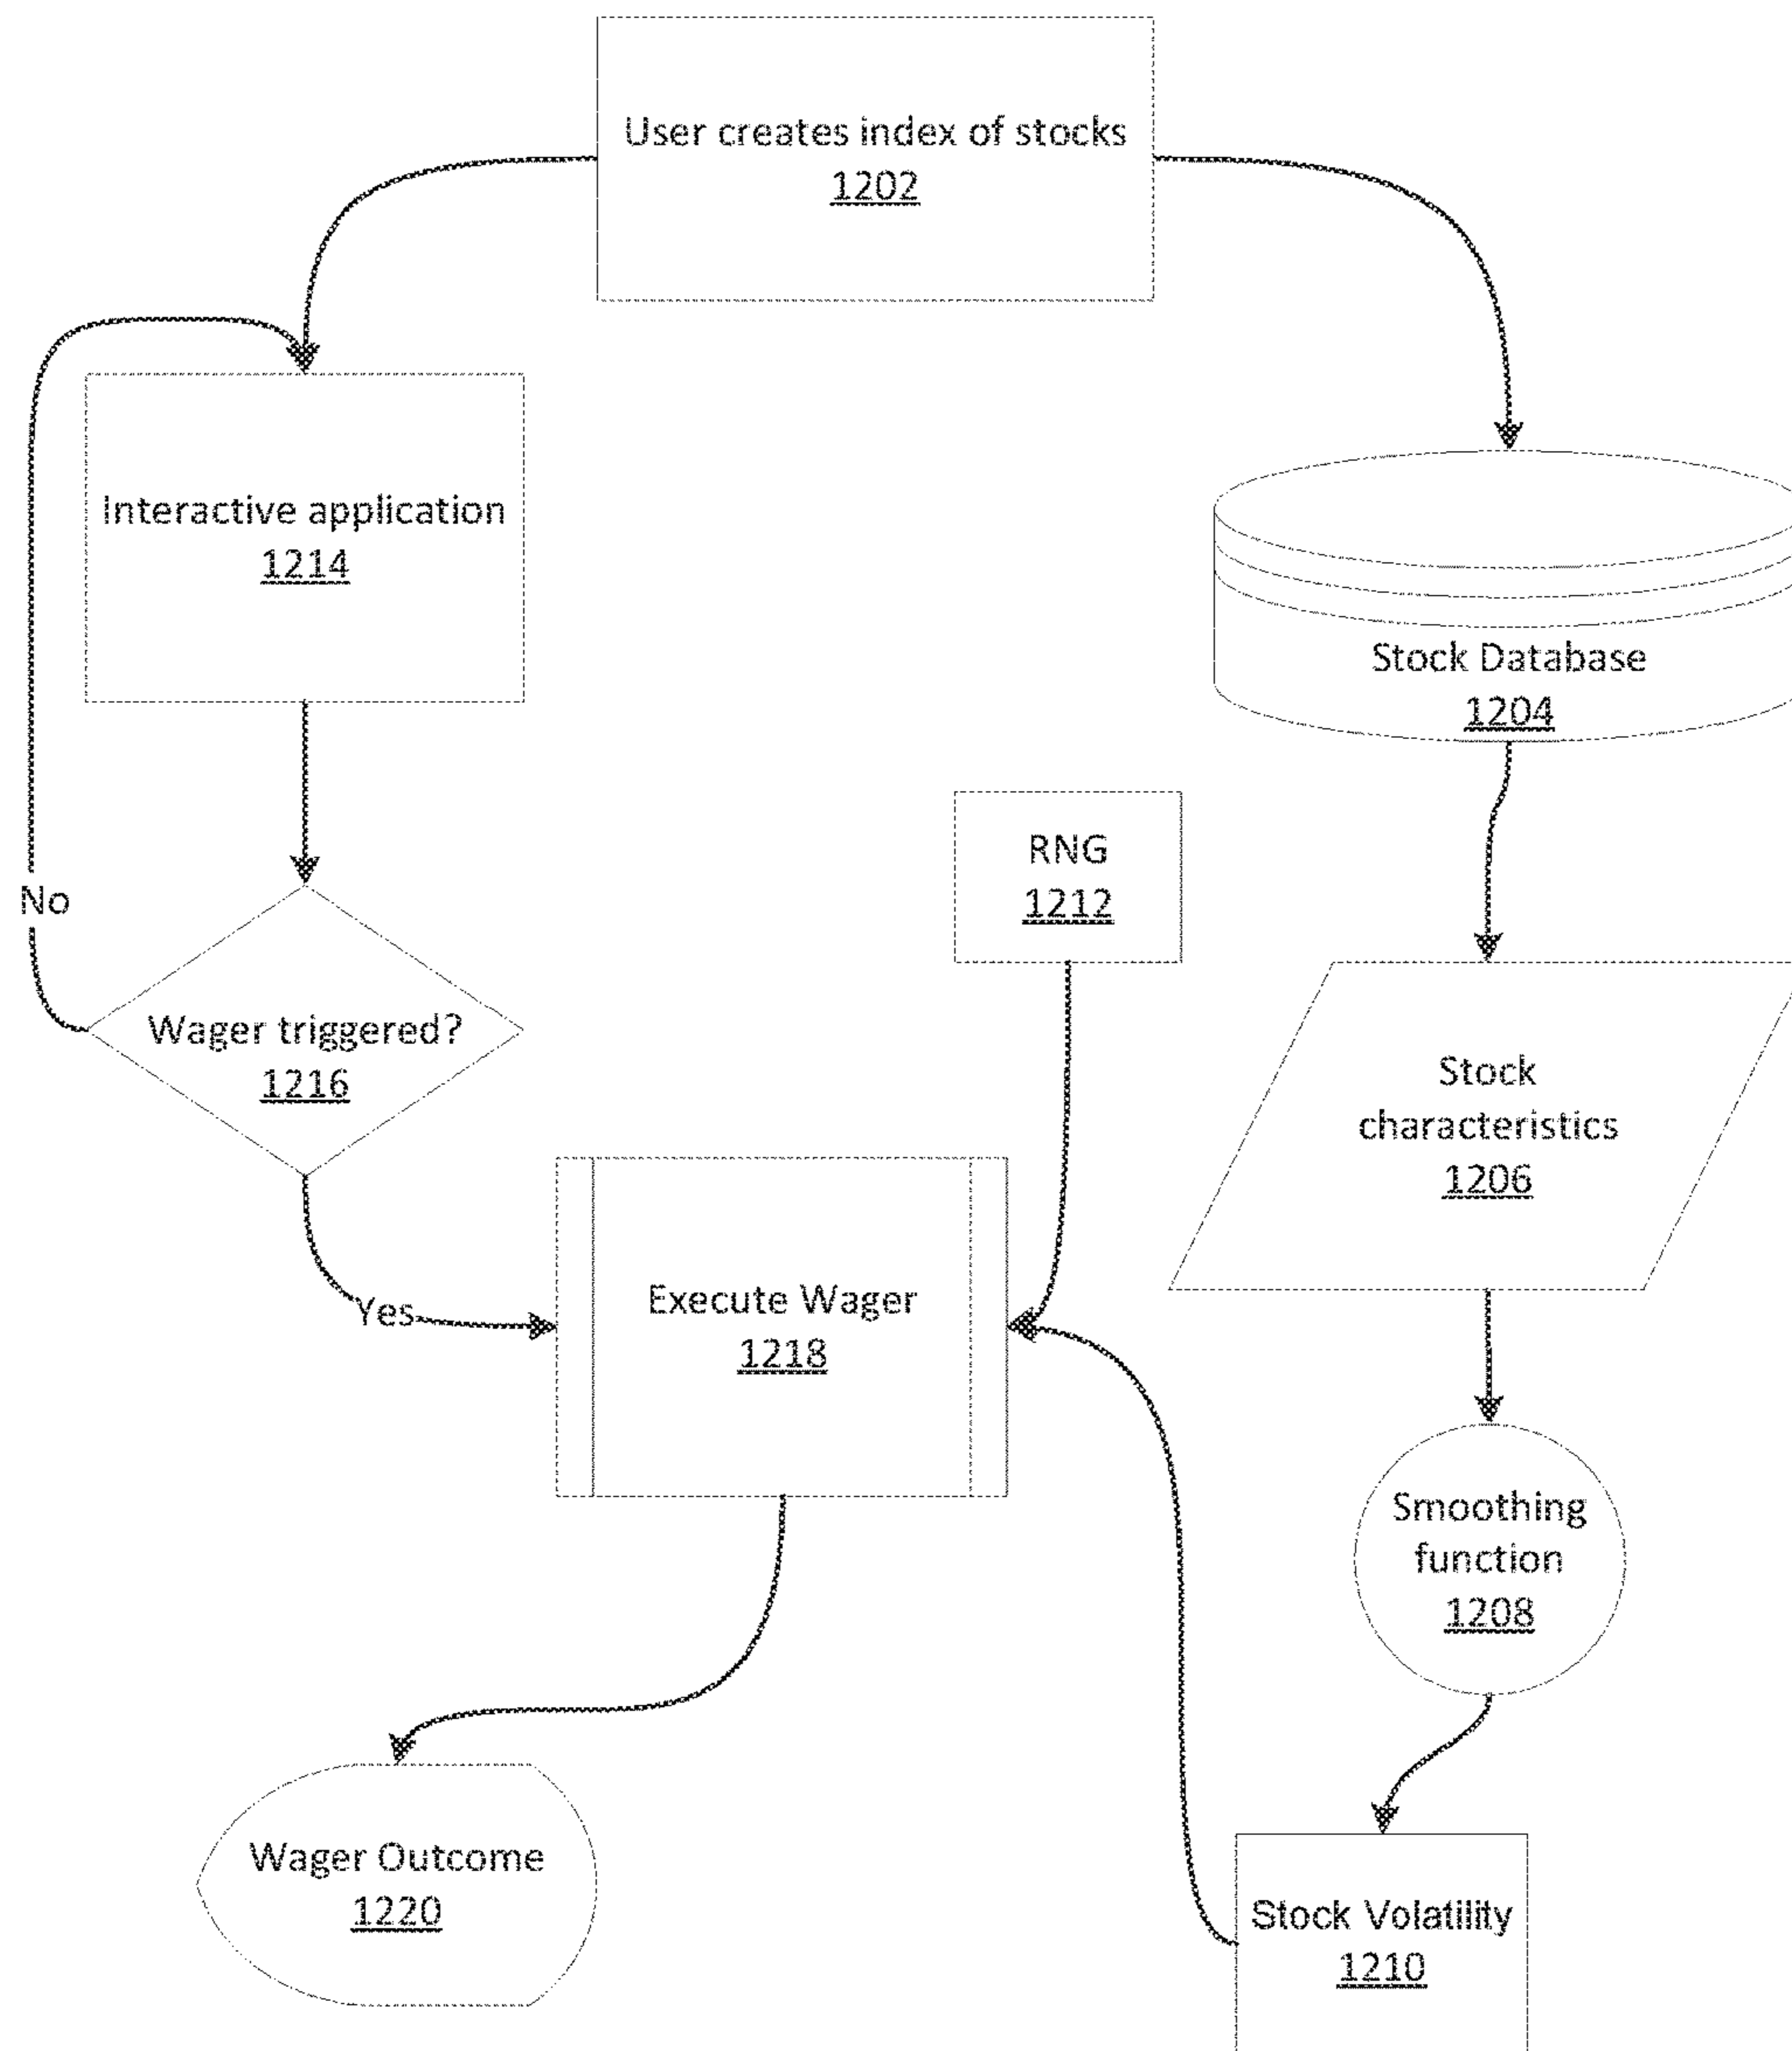 User creates index of stocks
1202
Interactive application
1214
Stock Database
1204
RNG
1212
No
Wager triggered?
1216
Stock
characteristics
1206
Yes
Execute Wager
1218
Smoothing
function
1208
Wager Outcome
1220
Stock Volatility
1210